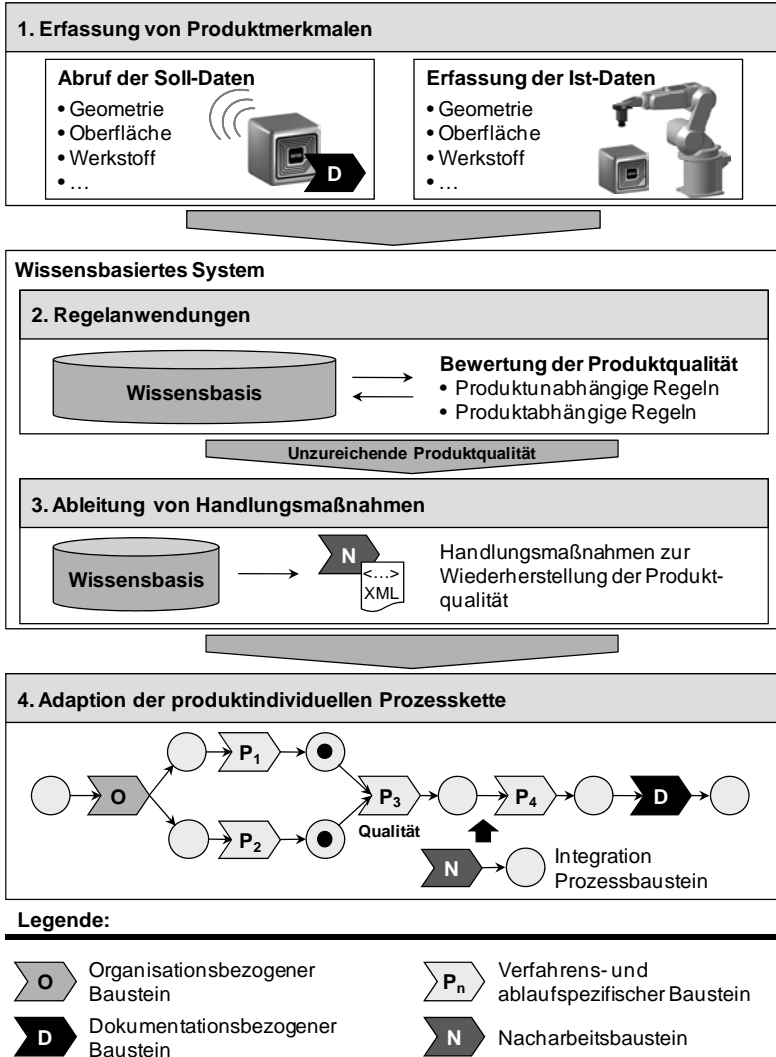 1. Erfassung von Produktmerkmalen
Abruf der Soll-Daten
• Geometrie
• Oberfläche
• Werkstoff
• …
D
Erfassung der Ist-Daten
• Geometrie
• Oberfläche
• Werkstoff
• …
Wissensbasiertes System
2. Regelanwendungen
Wissensbasis
Bewertung der Produktqualität
• Produktunabhängige Regeln
• Produktabhängige Regeln
Unzureichende Produktqualität
3. Ableitung von Handlungsmaßnahmen
Wissensbasis
N
<...>
XML
Handlungsmaßnahmen zur
Wiederherstellung der Produkt-
qualität
4. Adaption der produktindividuellen Prozesskette
O
P1
P2
P3
Qualität
P4
D
N
Integration
Prozessbaustein
Legende:
O
Organisationsbezogener
Baustein
Pn
Verfahrens- und
ablaufspezifischer Baustein
D
Dokumentationsbezogener
Baustein
N
Nacharbeitsbaustein